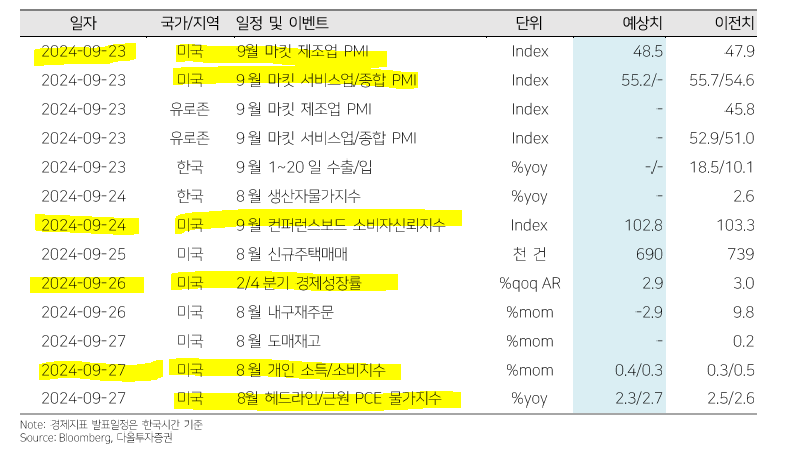 일자 국가/지역 일정 및 이벤트 단위 예상치 이전치
2024-09-23 미국 9월 마킷 제조업 PMI Index 48.5 47.9
2024-09-23 미국 9월 마킷 서비스업/종합 PMI Index 55.2/- 55.7/54.6
2024-09-23 유로존 9월 마킷 제조업 PMI Index - 45.8
2024-09-23 유로존 9월 마킷 서비스업/종합 PMI Index - 52.9/51.0
2024-09-23 한국 9월 1~20일 수출/입 %yoy -/- 18.5/10.1
2024-09-24 한국 8월 생산자물가지수 %yoy - 2.6
2024-09-24 미국 9월 컨퍼런스보드 소비자신뢰지수 Index 102.8 103.3
2024-09-25 미국 8월 신규주택매매 천 건 690 739
2024-09-26 미국 2/4분기 경제성장률 %qoq AR 2.9 3.0
2024-09-26 미국 8월 내구재주문 %mom -2.9 9.8
2024-09-27 미국 8월 도매재고 %mom - 0.2
2024-09-27 미국 8월 개인 소득/소비지수 %mom 0.4/0.3 0.3/0.5
2024-09-27 미국 8월 헤드라인/근원 PCE 물가지수 %yoy 2.3/2.7 2.5/2.6
Note: 경제지표 발표일정은 한국시간 기준
Source: Bloomberg, 다올투자증권